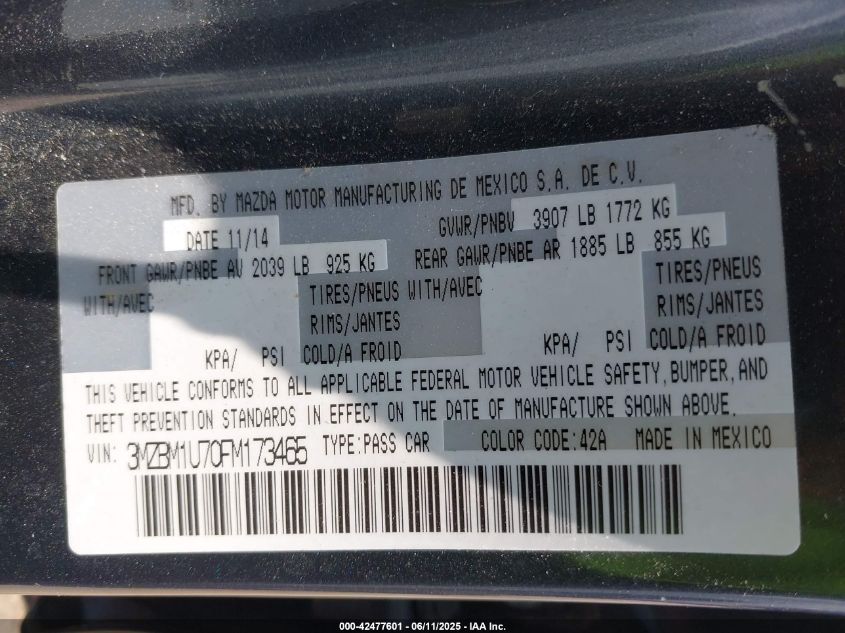 MFD. BY MAZDA MOTOR MANUFACTURING DE MEXICO S.A. DE C.V.
DATE 11/14 GVWR/PNBV 3907 LB 1772 KG
FRONT GAWR/PNBE AV 2039 LB 925 KG REAR GAWR/PNBE AR 1885 LB 855 KG
WITH/AVEC TIRES/PNEUS WITH/AVEC TIRES/PNEUS
RIMS/JANTES RIMS/JANTES
KPA/ PSI COLD/A FROID KPA/ PSI COLD/A FROID
THIS VEHICLE CONFORMS TO ALL APPLICABLE FEDERAL MOTOR VEHICLE SAFETY, BUMPER, AND
THEFT PREVENTION STANDARDS IN EFFECT ON THE DATE OF MANUFACTURE SHOWN ABOVE.
VIN: 3MZBM1U70FM173465 TYPE:PASS CAR COLOR CODE:42A MADE IN MEXICO
000-42477601 - 06/11/2025 - IAA Inc.